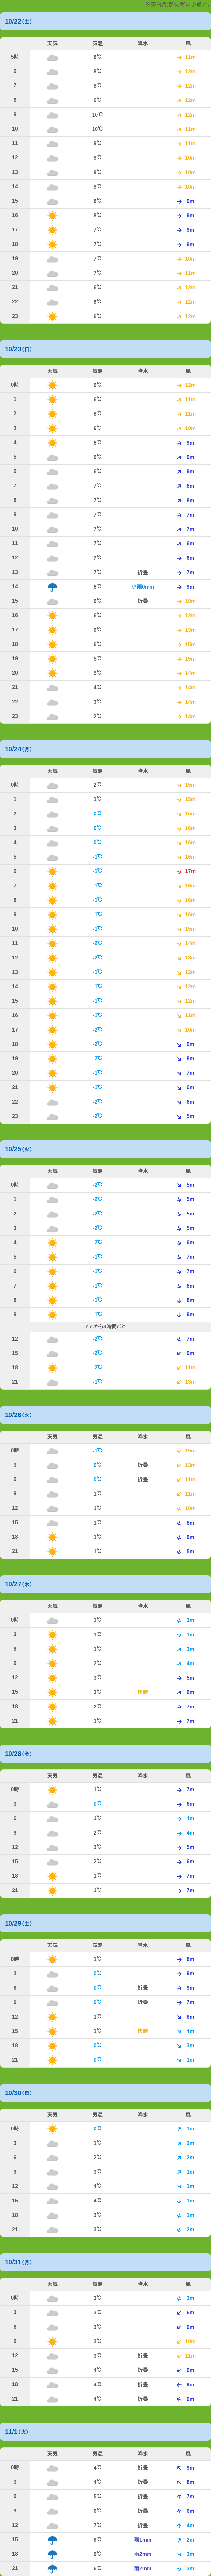 10/22(土)
天気 気温 降水 風
5時 8℃ 11m
6 8℃ 12m
7 8℃ 12m
8 9℃ 12m
9 10℃ 12m
10 10℃ 11m
11 9℃ 11m
12 9℃ 10m
13 9℃ 10m
14 9℃ 10m
15 8℃ 9m
16 8℃ 9m
17 7℃ 9m
18 7℃ 9m
19 7℃ 10m
20 7℃ 11m
21 6℃ 12m
22 6℃ 12m
23 6℃ 12m
10/23(日)
天気 気温 降水 風
0時 6℃ 12m
1 6℃ 11m
2 6℃ 11m
3 6℃ 10m
4 6℃ 9m
5 6℃ 9m
6 6℃ 9m
7 7℃ 8m
8 7℃ 8m
9 7℃ 7m
10 7℃ 7m
11 7℃ 6m
12 7℃ 6m
13 7℃ 折畳 7m
14 6℃ 小雨0mm 9m
15 6℃ 折畳 10m
16 6℃ 12m
17 6℃ 13m
18 6℃ 15m
19 5℃ 15m
20 5℃ 14m
21 4℃ 14m
22 3℃ 14m
23 2℃ 14m
10/24(月)
天気 気温 降水 風
0時 2℃ 15m
1 1℃ 15m
2 0℃ 15m
3 0℃ 16m
4 0℃ 16m
5 -1℃ 16m
6 -1℃ 17m
7 -1℃ 16m
8 -1℃ 16m
9 -1℃ 16m
10 -1℃ 15m
11 -2℃ 14m
12 -2℃ 13m
13 -1℃ 12m
14 -1℃ 12m
15 -1℃ 12m
16 -1℃ 11m
17 -2℃ 10m
18 -2℃ 9m
19 -2℃ 8m
20 -1℃ 7m
21 -1℃ 6m
22 -2℃ 6m
23 -2℃ 5m
10/25(火)
天気 気温 降水 風
0時 -2℃ 5m
1 -2℃ 5m
2 -2℃ 5m
3 -2℃ 5m
4 -2℃ 6m
5 -1℃ 7m
6 -1℃ 7m
7 -1℃ 8m
8 -1℃ 8m
9 -1℃ 9m
ここから3時間ごと
12 -2℃ 7m
15 -2℃ 9m
18 -2℃ 11m
21 -1℃ 13m
10/26(水)
天気 気温 降水 風
0時 -1℃ 15m
3 0℃ 折畳 12m
6 0℃ 折畳 11m
9 1℃ 11m
12 1℃ 10m
15 1℃ 8m
18 1℃ 6m
21 1℃ 5m
10/27(木)
天気 気温 降水 風
0時 1℃ 3m
3 1℃ 1m
6 1℃ 3m
9 2℃ 4m
12 3℃ 5m
15 3℃ 快晴 6m
18 2℃ 7m
21 1℃ 7m
10/28(金)
天気 気温 降水 風
0時 1℃ 7m
3 0℃ 6m
6 1℃ 4m
9 2℃ 4m
12 3℃ 5m
15 2℃ 6m
18 1℃ 7m
21 1℃ 7m
10/29(土)
天気 気温 降水 風
0時 1℃ 8m
3 0℃ 9m
6 0℃ 折畳 9m
9 0℃ 折畳 7m
12 1℃ 6m
15 1℃ 快晴 4m
18 0℃ 3m
21 0℃ 1m
10/30(日)
天気 気温 降水 風
0時 0℃ 1m
3 1℃ 2m
6 2℃ 2m
9 3℃ 1m
12 4℃ 1m
15 4℃ 1m
18 3℃ 1m
21 3℃ 2m
10/31(月)
天気 気温 降水 風
0時 3℃ 3m
3 3℃ 6m
6 3℃ 9m
9 3℃ 10m
12 3℃ 折畳 11m
15 4℃ 折畳 9m
18 4℃ 折畳 9m
21 4℃ 折畳 9m
11/1(火)
天気 気温 降水 風
0時 4℃ 折畳 9m
3 4℃ 折畳 8m
6 5℃ 折畳 7m
9 6℃ 折畳 6m
12 7℃ 折畳 4m
15 6℃ 雨1mm 2m
18 6℃ 雨2mm 3m
21 6℃ 雨2mm 3m